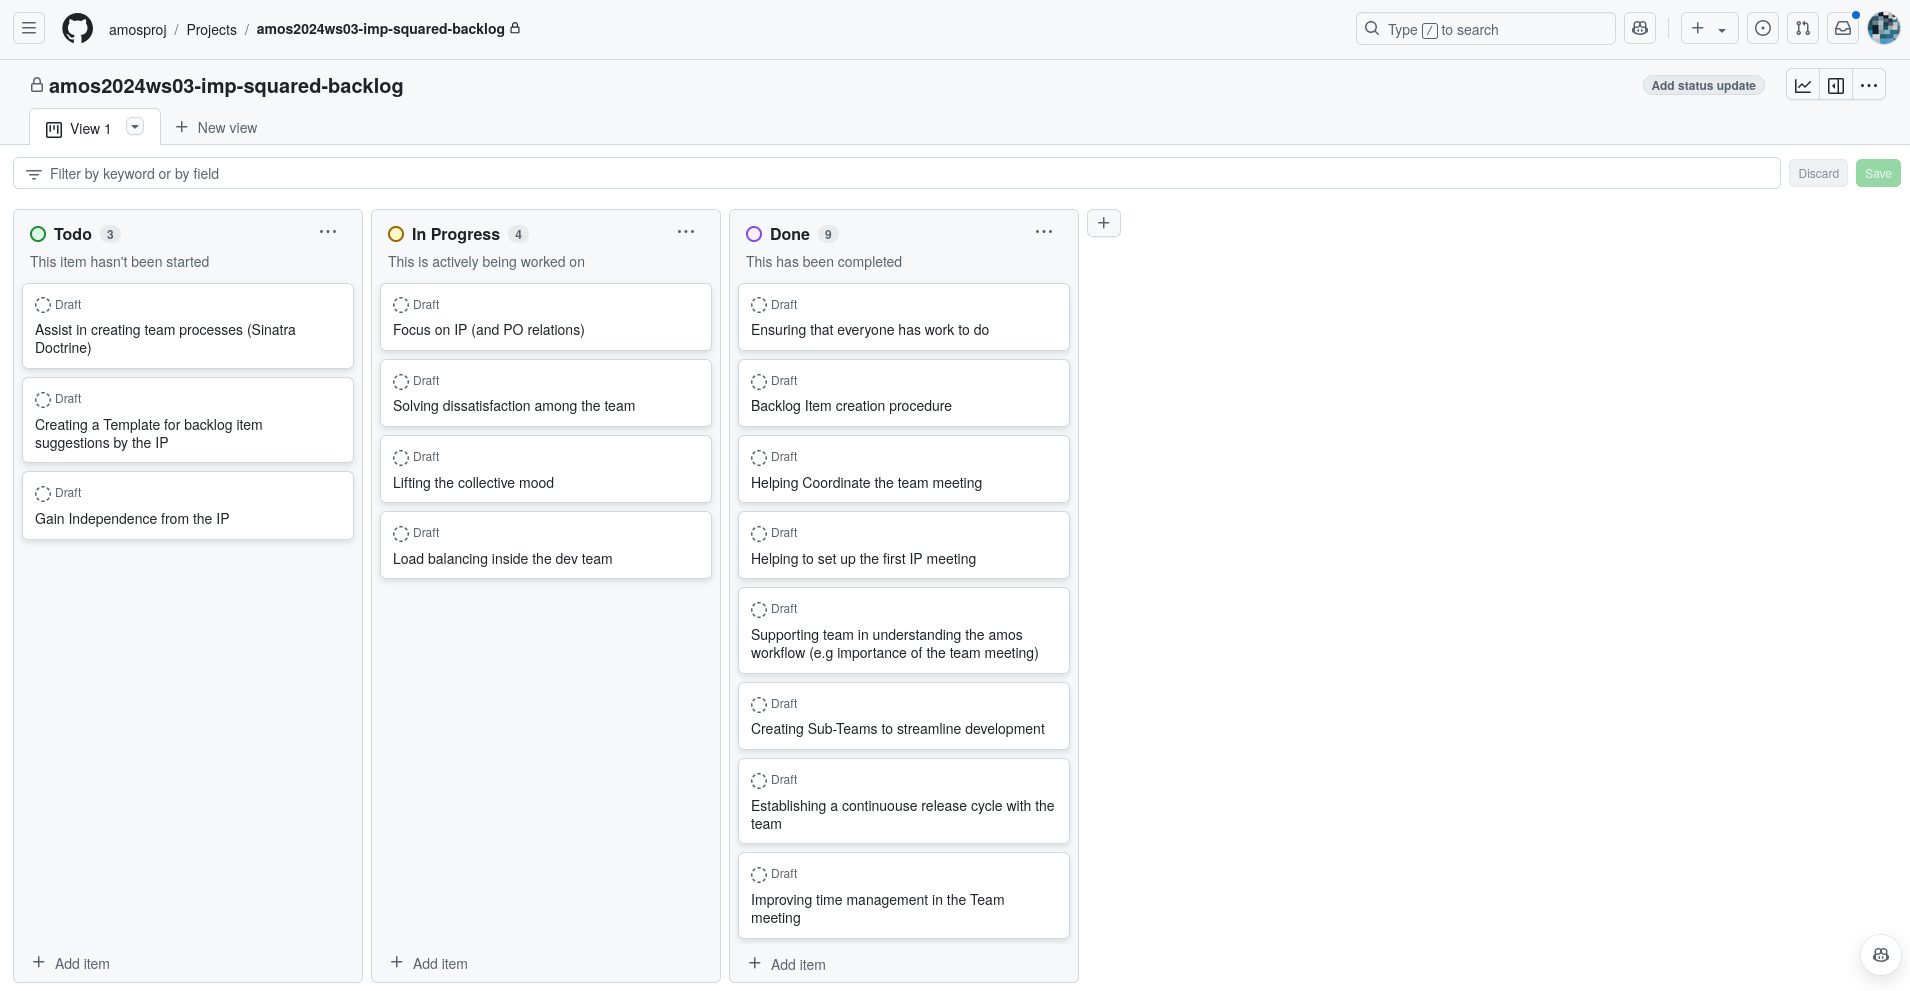 amosproj / Projects / amos2024ws03-imp-squared-backlog
Type / to search
amos2024ws03-imp-squared-backlog
Add status update
View 1
New view
Filter by keyword or by field
Discard
Save
Todo 3
This item hasn't been started
Draft
Assist in creating team processes (Sinatra
Doctrine)
Draft
Creating a Template for backlog item
suggestions by the IP
Draft
Gain Independence from the IP
Add item
In Progress 4
This is actively being worked on
Draft
Focus on IP (and PO relations)
Draft
Solving dissatisfaction among the team
Draft
Lifting the collective mood
Draft
Load balancing inside the dev team
Add item
Done 9
This has been completed
Draft
Ensuring that everyone has work to do
Draft
Backlog Item creation procedure
Draft
Helping Coordinate the team meeting
Draft
Helping to set up the first IP meeting
Draft
Supporting team in understanding the amos
workflow (e.g importance of the team meeting)
Draft
Creating Sub-Teams to streamline development
Draft
Establishing a continuouse release cycle with the
team
Draft
Improving time management in the Team
meeting
Add item